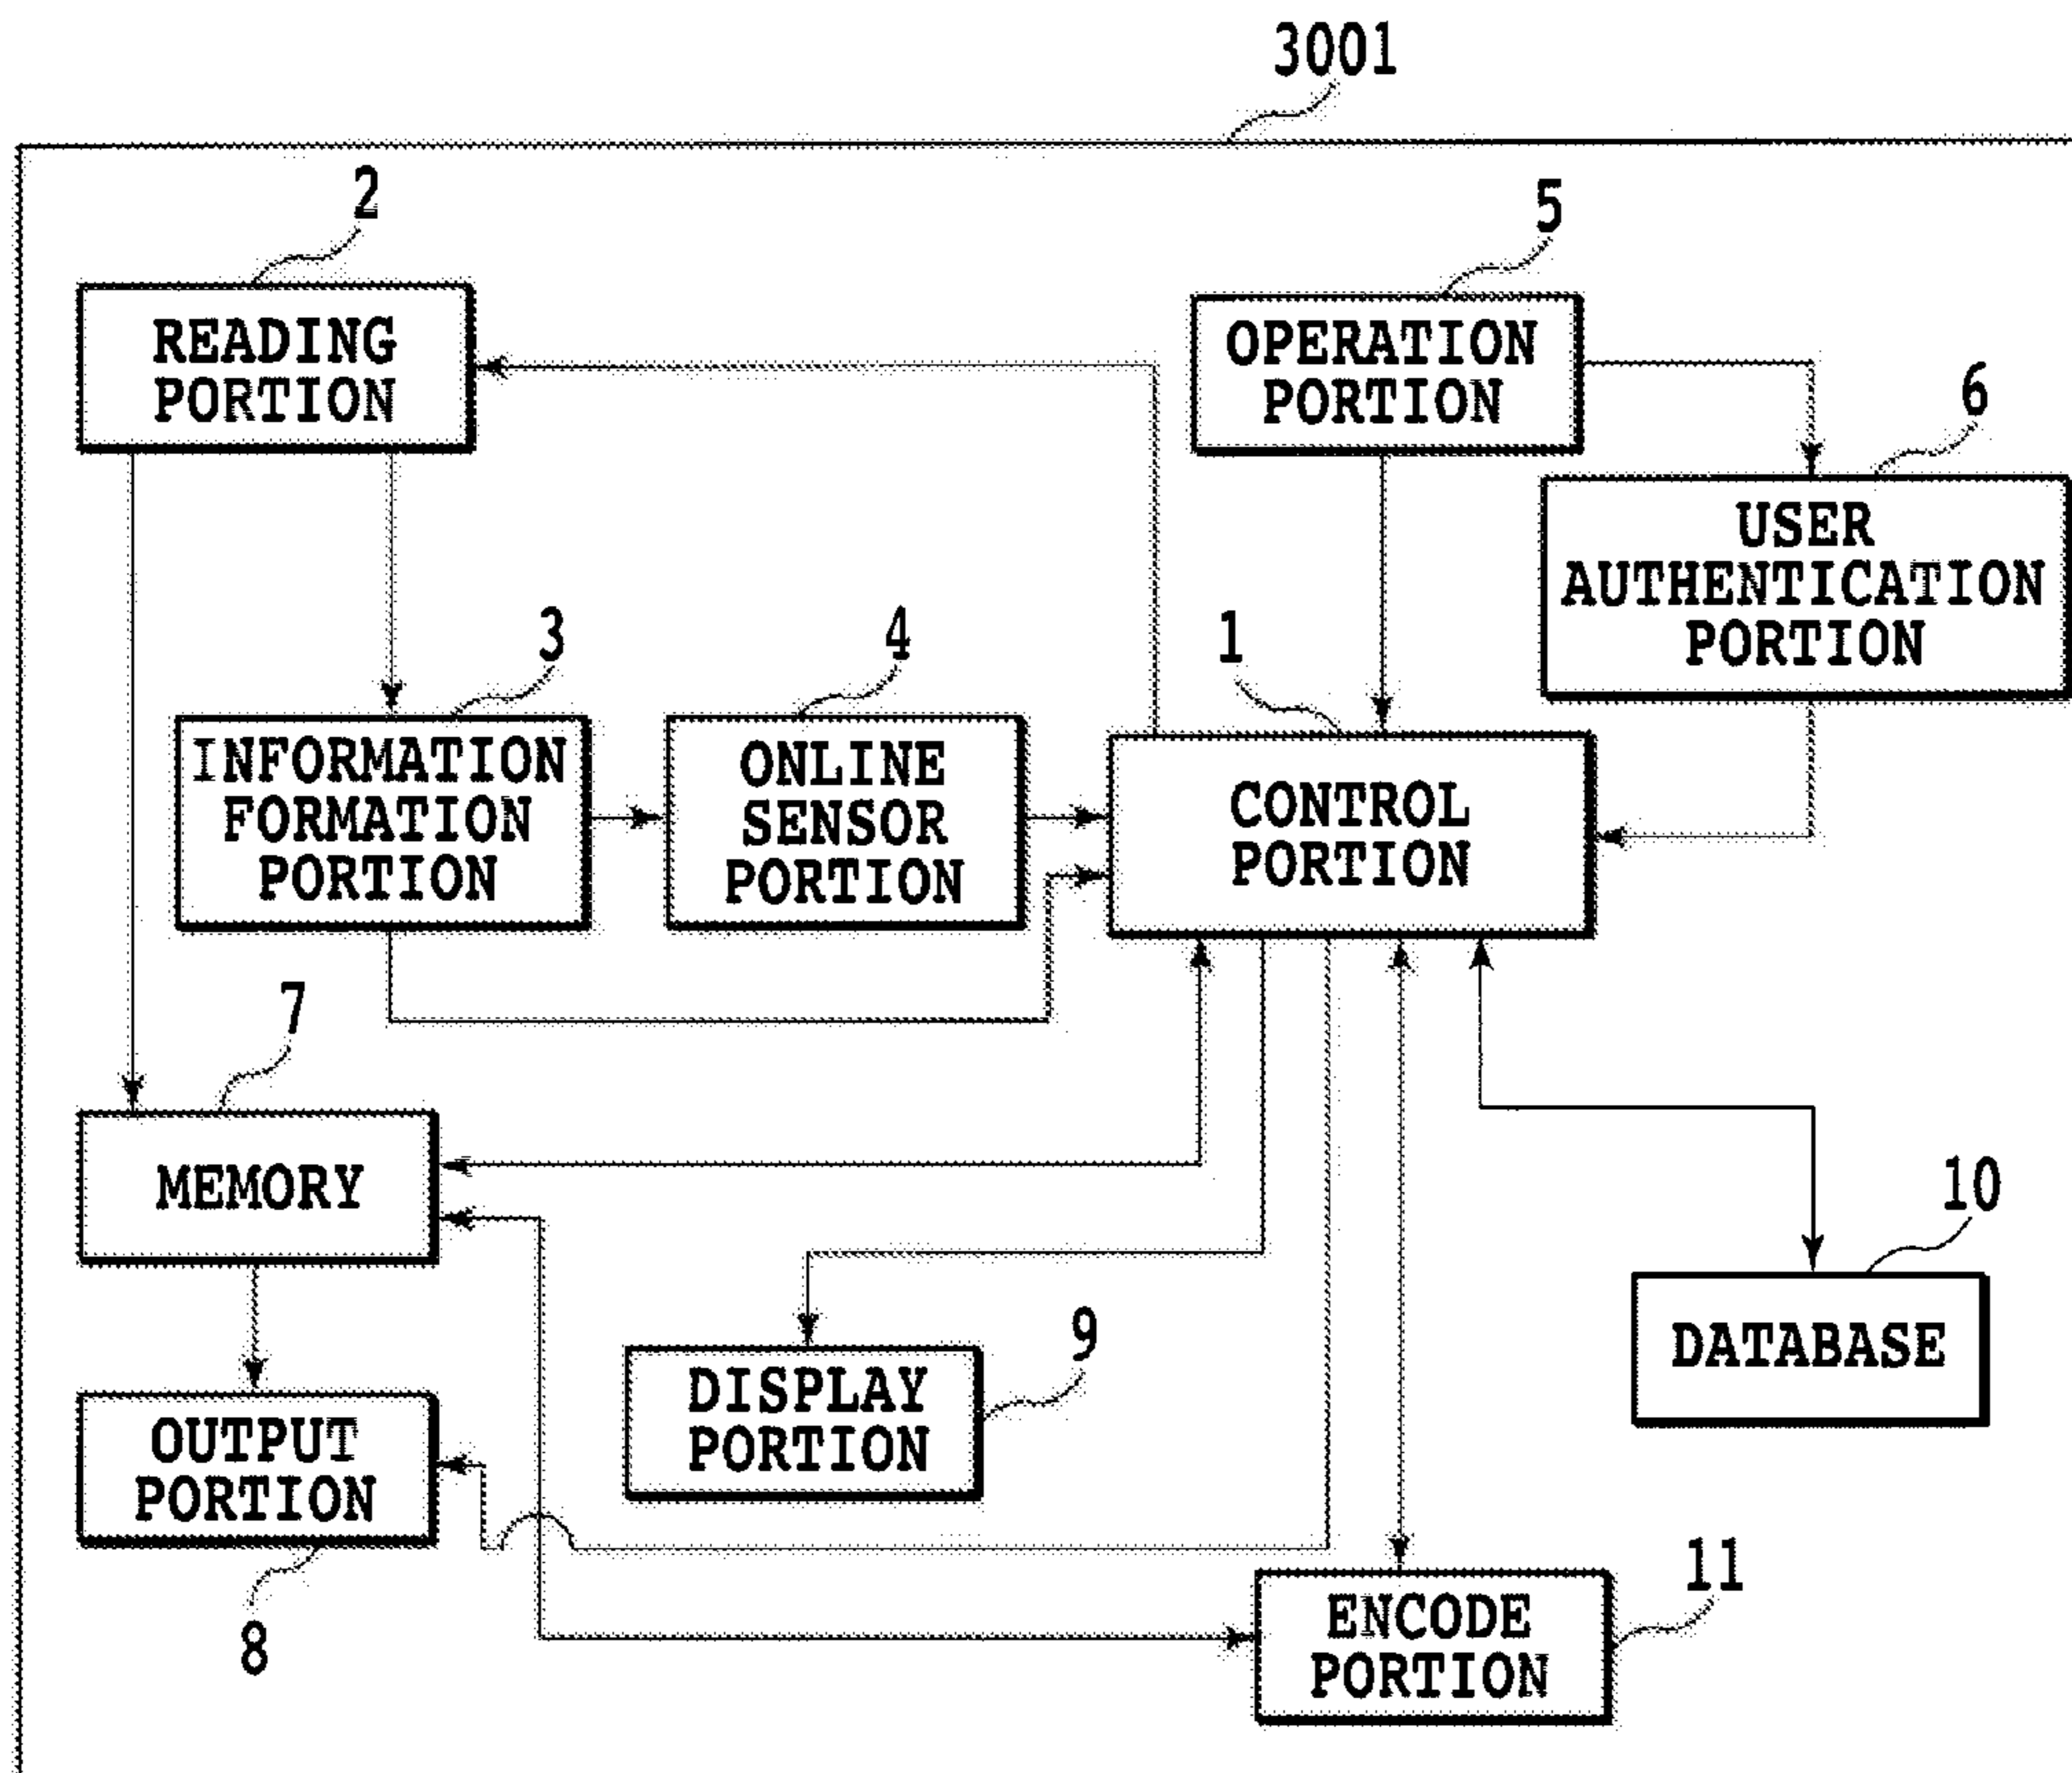 3001
2
READING
PORTION
5
OPERATION
PORTION
6
USER
AUTHENTICATION
PORTION
3
INFORMATION
FORMATION
PORTION
4
ONLINE
SENSOR
PORTION
1
CONTROL
PORTION
7
MEMORY
10
DATABASE
8
OUTPUT
PORTION
9
DISPLAY
PORTION
11
ENCODE
PORTION